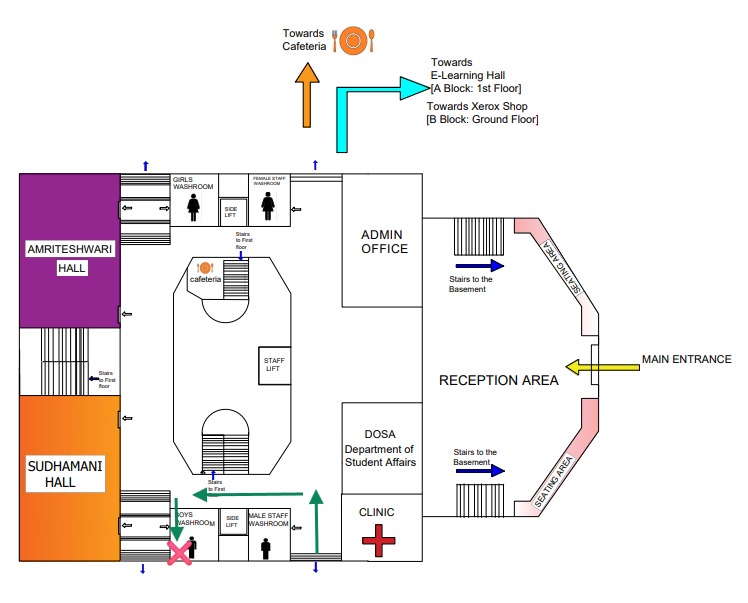 Towards
Cafeteria
Towards
E-Learning Hall
[A Block: 1st Floor]
Towards Xerox Shop
[B Block: Ground Floor]
GIRLS
WASHROOM
FEMALE STAFF
WASHROOM
SIDE
LIFT
ADMIN
OFFICE
AMRITESHWARI
HALL
Stairs
to First
floor
cafeteria
SEATING AREA
Stairs to the
Basement
MAIN ENTRANCE
STAFF
LIFT
RECEPTION AREA
Stairs
to First
floor
DOSA
Department of
Student Affairs
SUDHAMANI
HALL
Stairs to the
Basement
SEATING AREA
Stairs
to First
BOYS
WASHROOM
SIDE
LIFT
MALE STAFF
WASHROOM
CLINIC